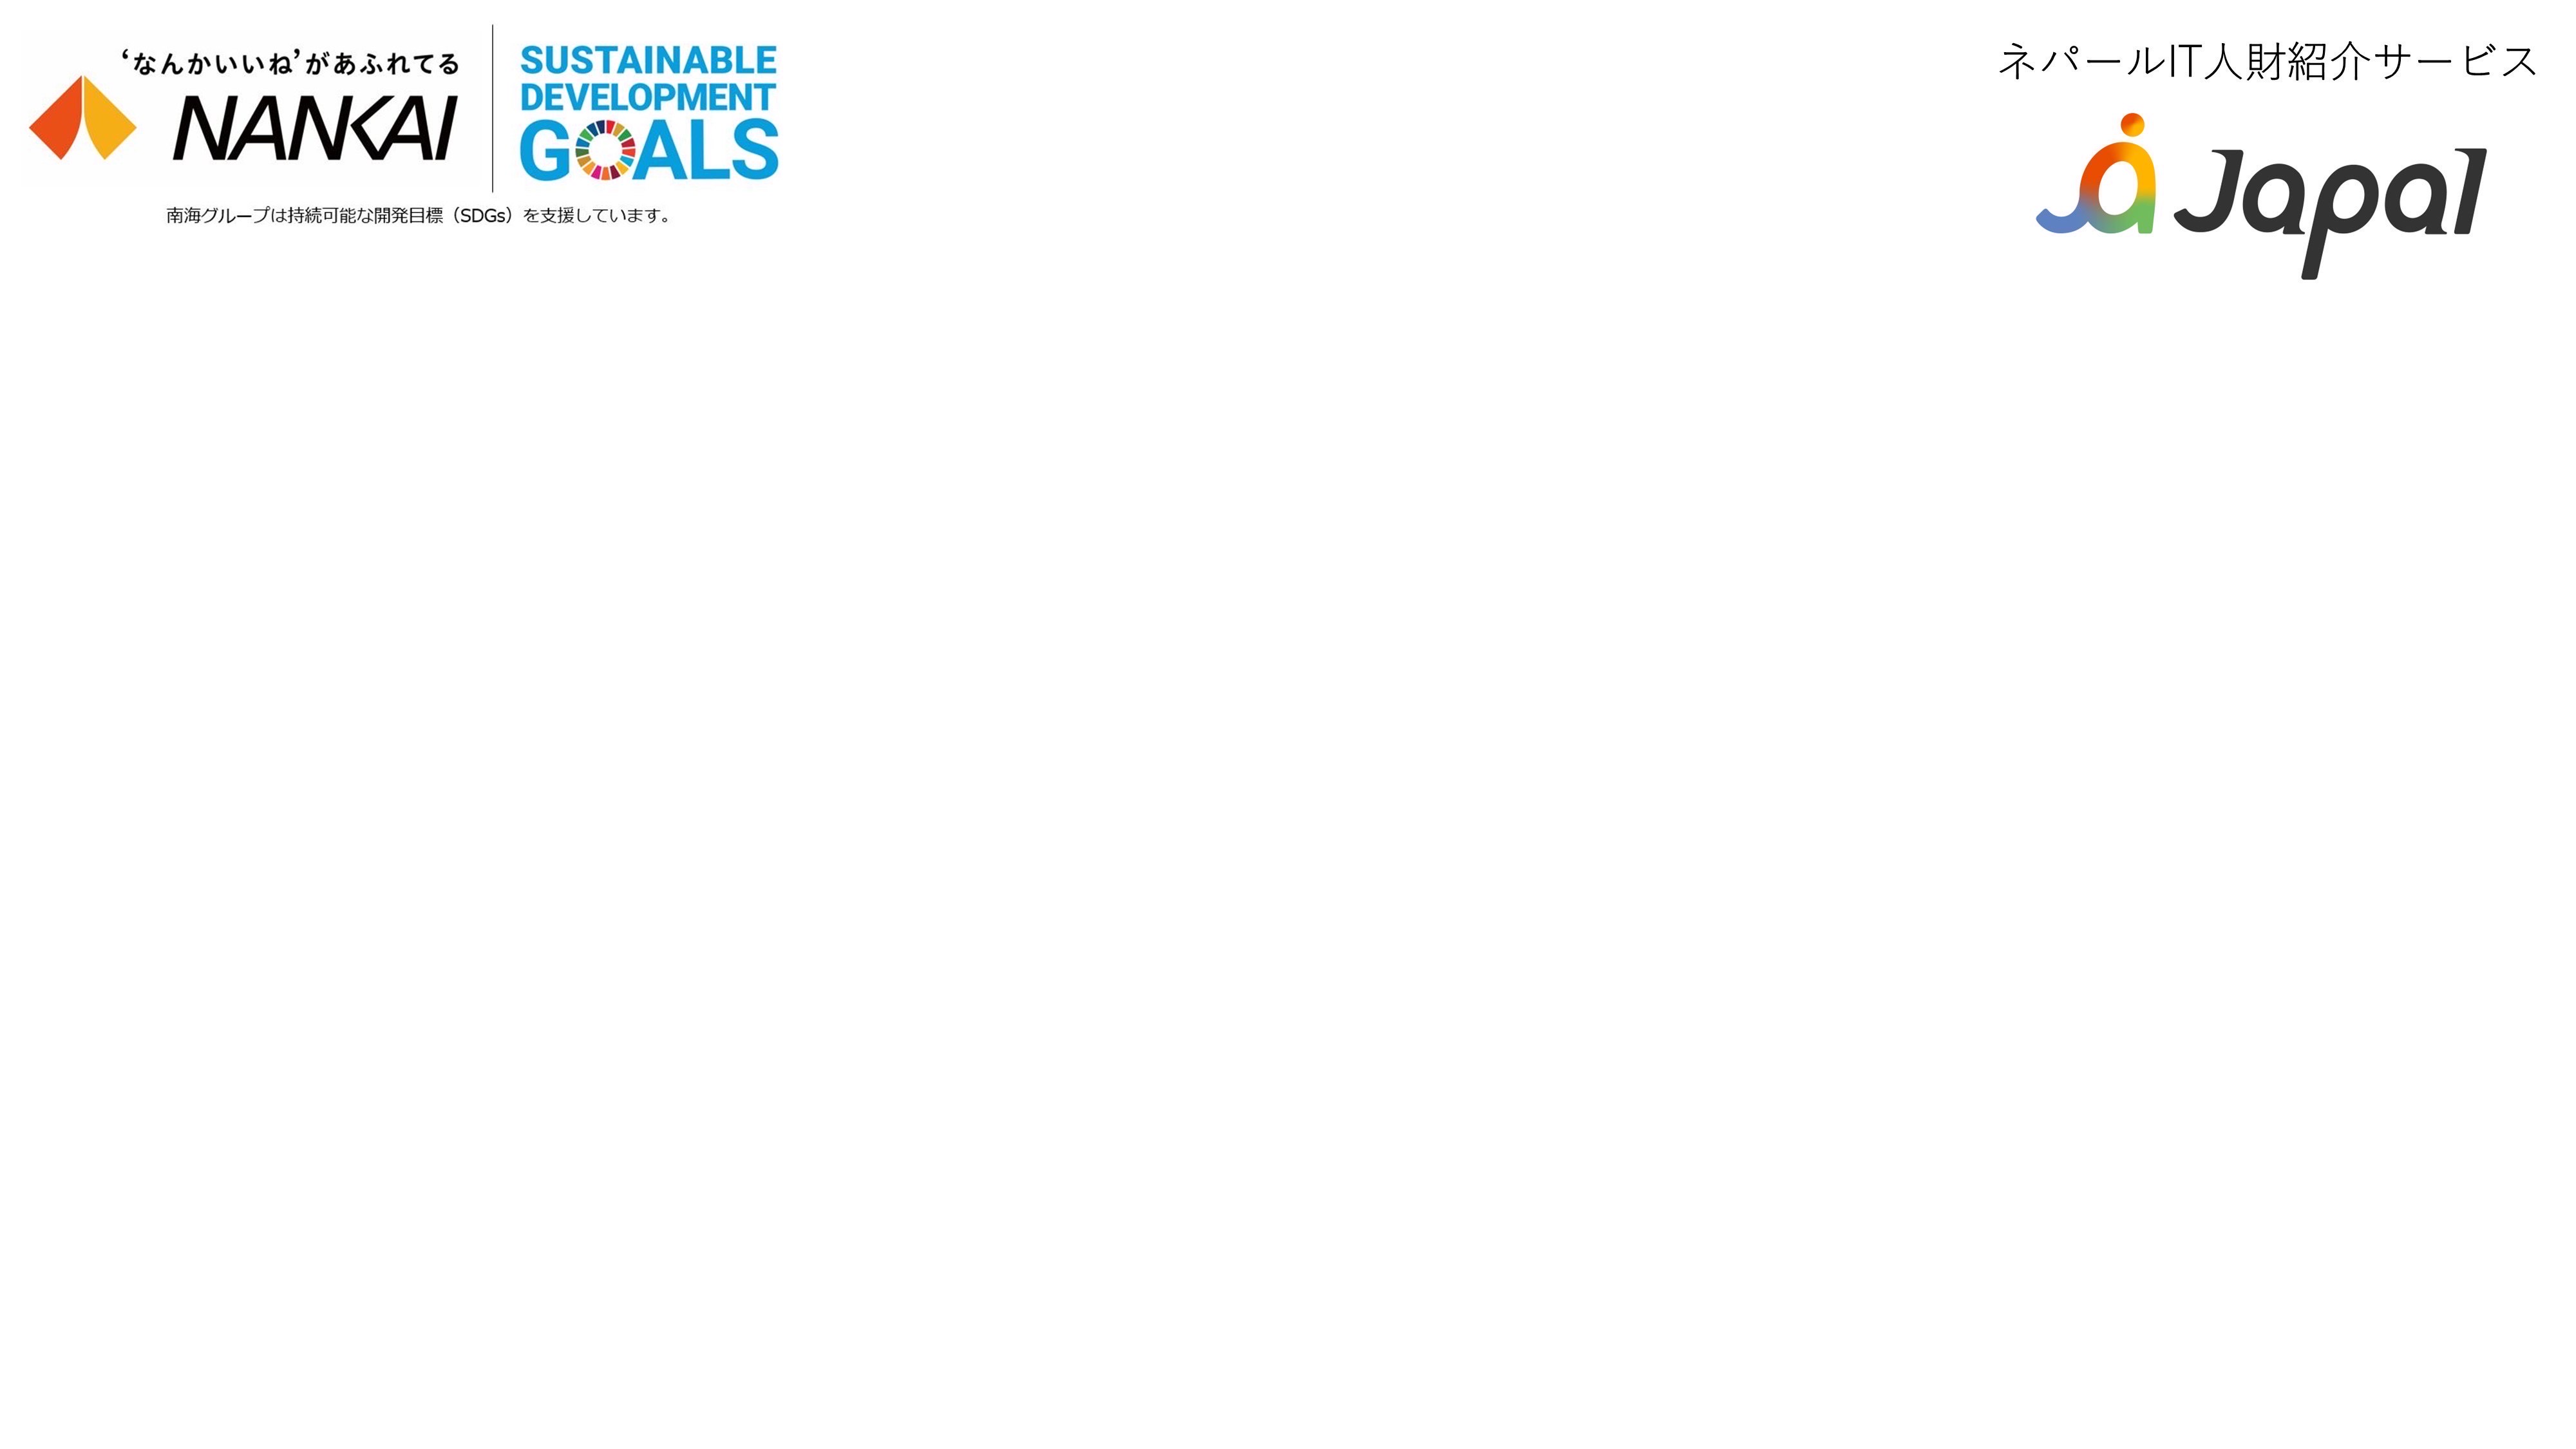 ‘なんかいいね’があふれてる
NANKAI
SUSTAINABLE
DEVELOPMENT
GOALS
南海グループは持続可能な開発目標（SDGs）を支援しています。
ネパールIT人財紹介サービス
Japal